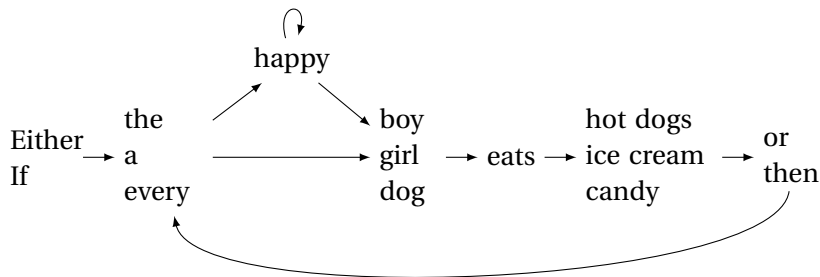 happy
Either
If
the
a
every
boy
girl
dog
eats
hot dogs
ice cream
candy
or
then